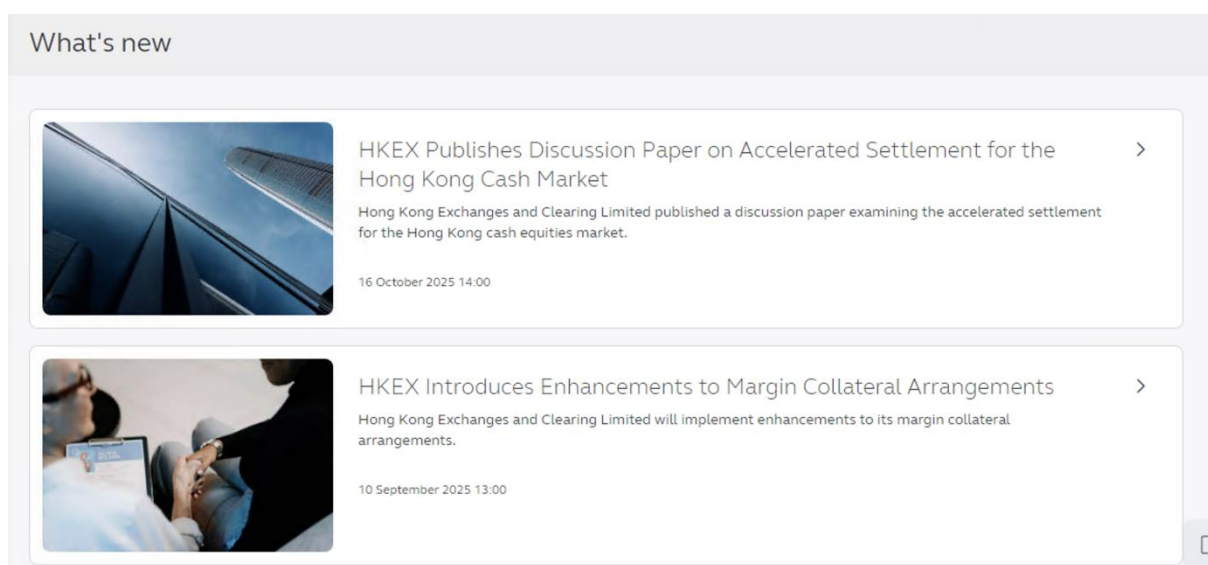 What's new
HKEX Publishes Discussion Paper on Accelerated Settlement for the
Hong Kong Cash Market
Hong Kong Exchanges and Clearing Limited published a discussion paper examining the accelerated settlement
for the Hong Kong cash equities market.
16 October 2025 14:00
HKEX Introduces Enhancements to Margin Collateral Arrangements
Hong Kong Exchanges and Clearing Limited will implement enhancements to its margin collateral
arrangements.
10 September 2025 13:00